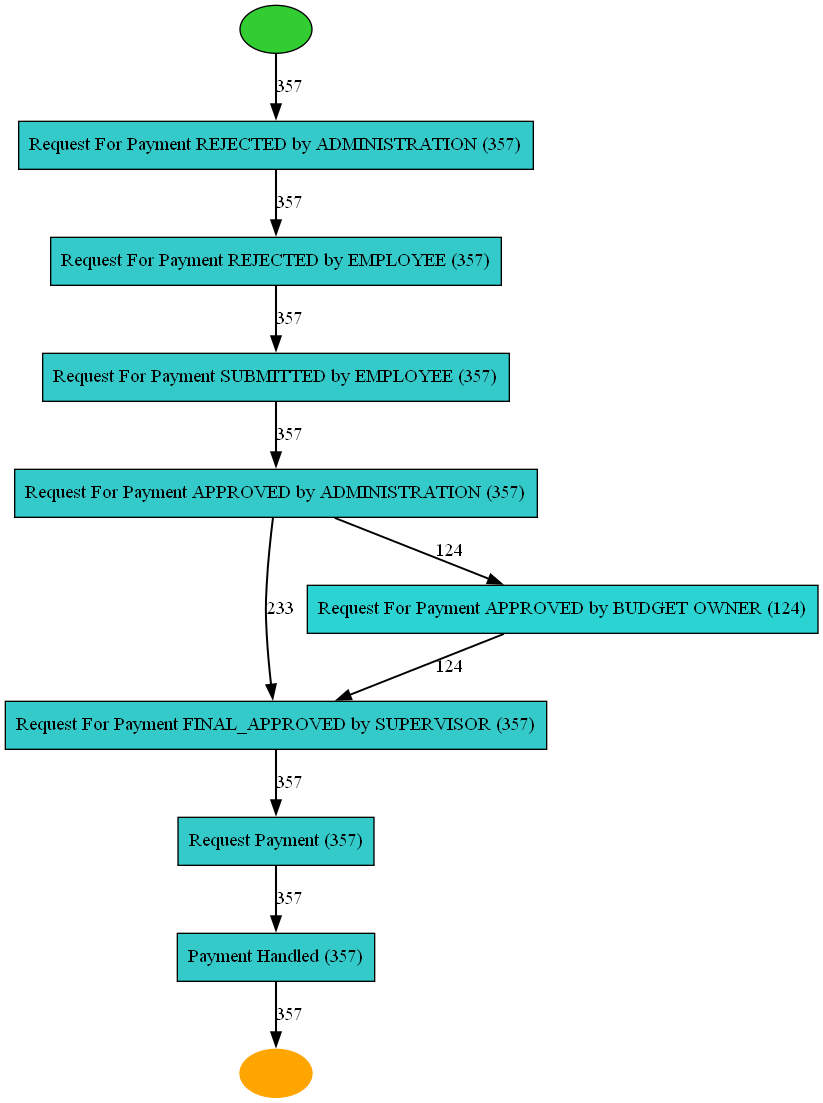 357
Request For Payment REJECTED by ADMINISTRATION (357)
357
Request For Payment REJECTED by EMPLOYEE (357)
357
Request For Payment SUBMITTED by EMPLOYEE (357)
357
Request For Payment APPROVED by ADMINISTRATION (357)
124
233
Request For Payment APPROVED by BUDGET OWNER (124)
124
Request For Payment FINAL_APPROVED by SUPERVISOR (357)
357
Request Payment (357)
357
Payment Handled (357)
357